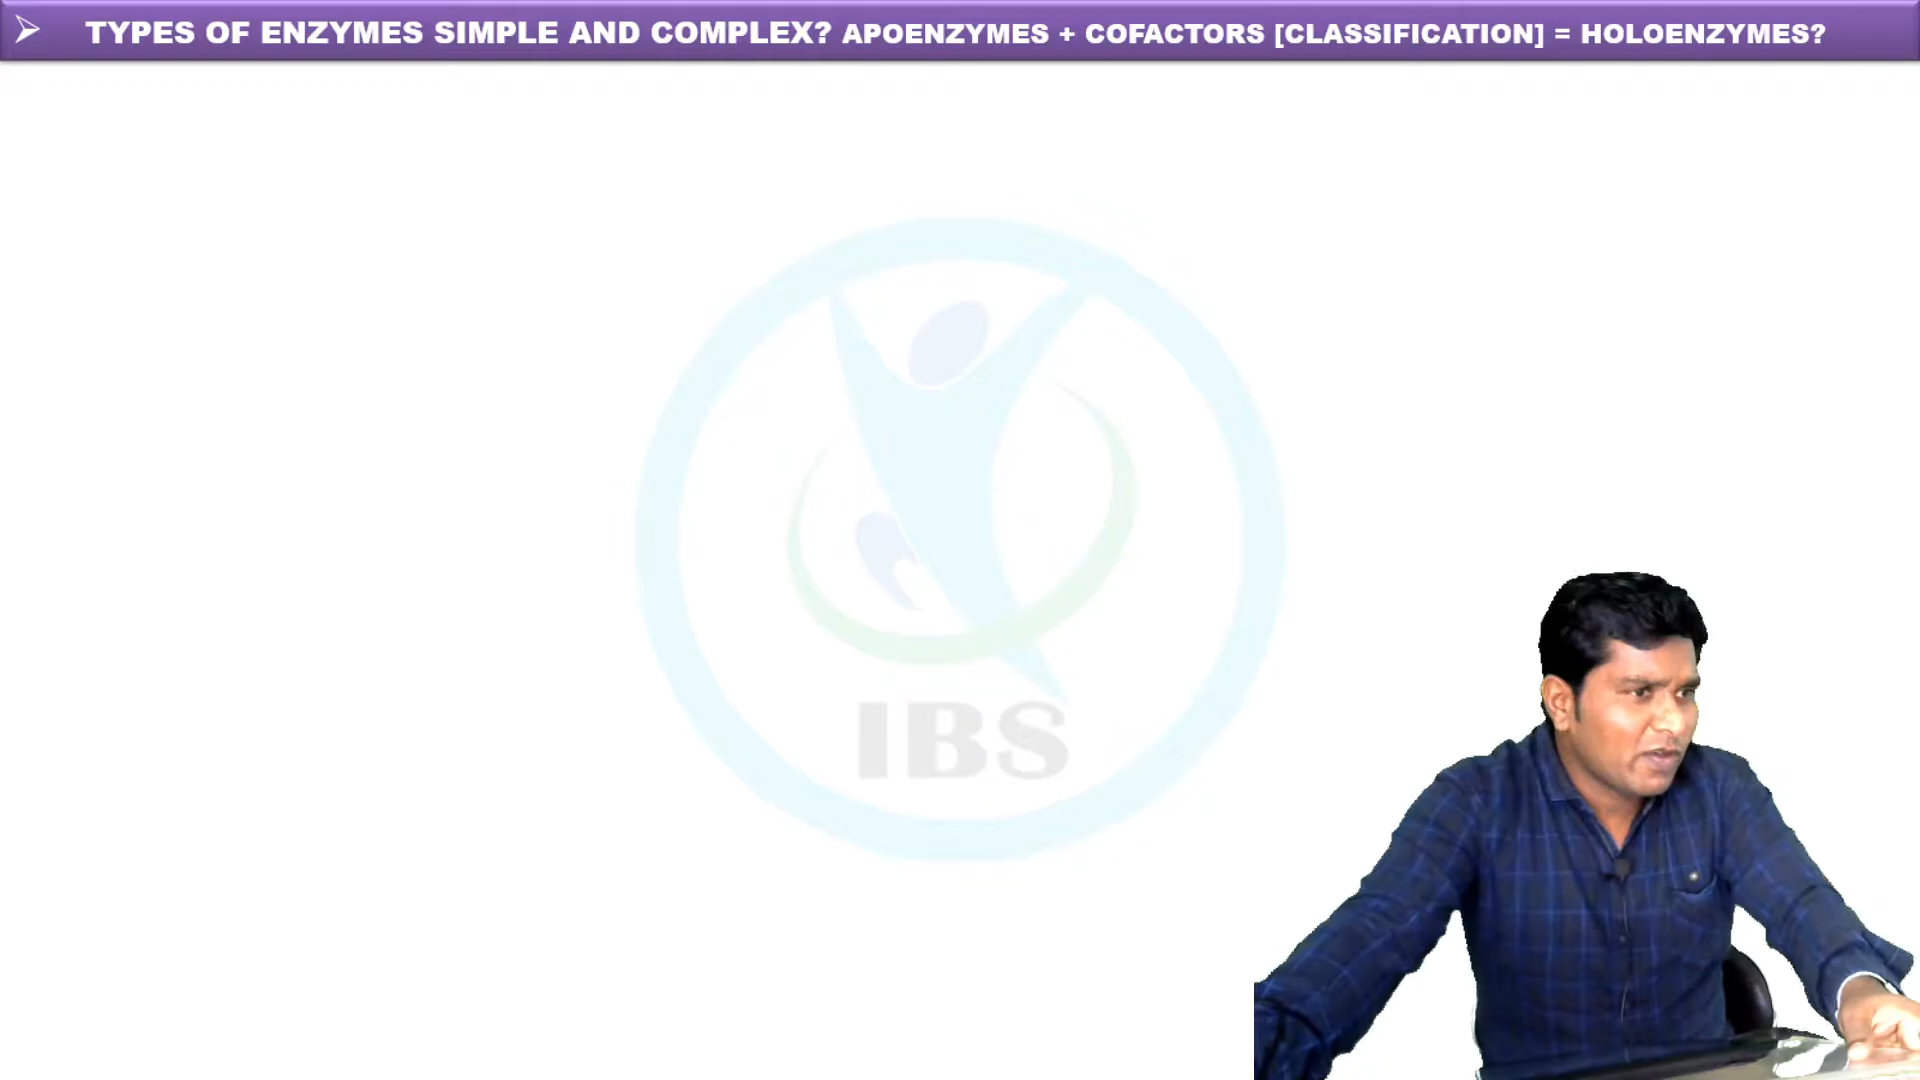 TYPES OF ENZYMES SIMPLE AND COMPLEX? APOENZYMES + COFACTORS [CLASSIFICATION] = HOLOENZYMES?
IBS